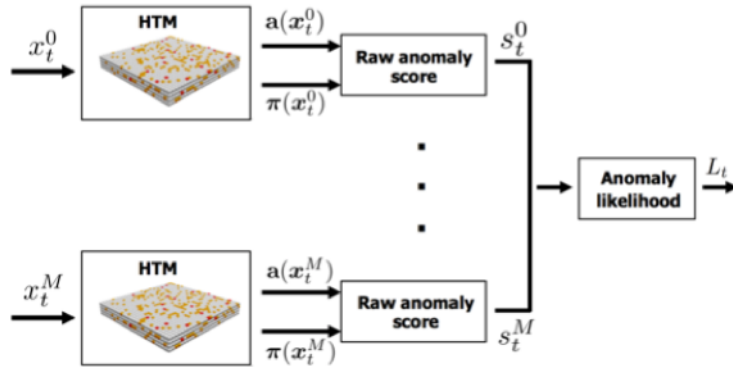 HTM
a(x_t^0)
x_t^0
π(x_t^0)
Raw anomaly
score
s_t^0
Anomaly
likelihood
L_t
HTM
a(x_t^M)
x_t^M
π(x_t^M)
Raw anomaly
score
s_t^M